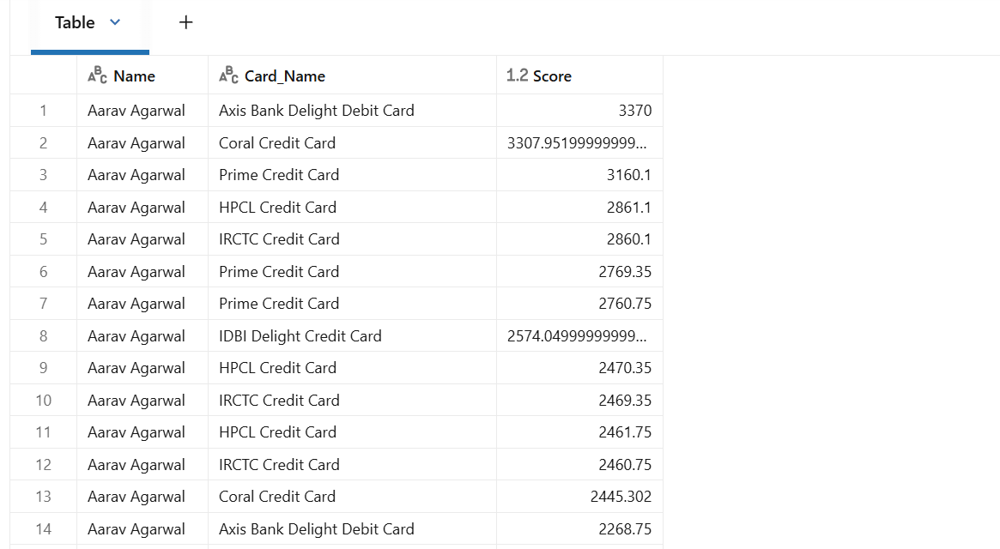 Table +
ABC Name ABC Card_Name 1.2 Score
1 Aarav Agarwal Axis Bank Delight Debit Card 3370
2 Aarav Agarwal Coral Credit Card 3307.95199999999...
3 Aarav Agarwal Prime Credit Card 3160.1
4 Aarav Agarwal HPCL Credit Card 2861.1
5 Aarav Agarwal IRCTC Credit Card 2860.1
6 Aarav Agarwal Prime Credit Card 2769.35
7 Aarav Agarwal Prime Credit Card 2760.75
8 Aarav Agarwal IDBI Delight Credit Card 2574.04999999999...
9 Aarav Agarwal HPCL Credit Card 2470.35
10 Aarav Agarwal IRCTC Credit Card 2469.35
11 Aarav Agarwal HPCL Credit Card 2461.75
12 Aarav Agarwal IRCTC Credit Card 2460.75
13 Aarav Agarwal Coral Credit Card 2445.302
14 Aarav Agarwal Axis Bank Delight Debit Card 2268.75